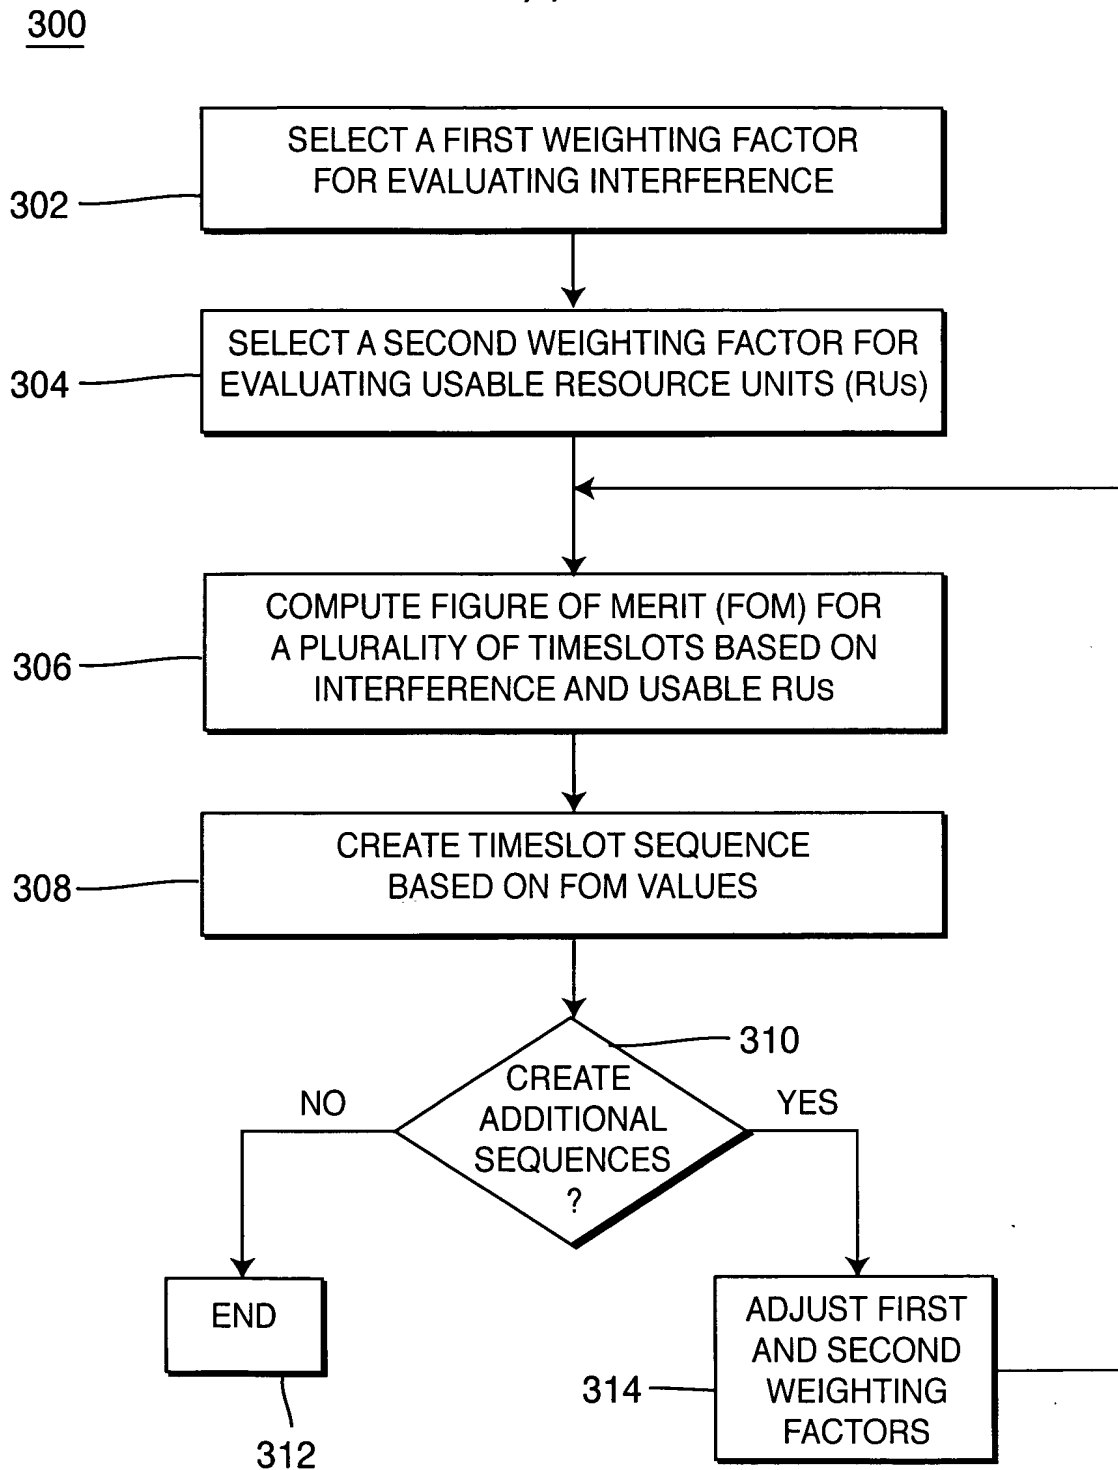 300
SELECT A FIRST WEIGHTING FACTOR
FOR EVALUATING INTERFERENCE
302
SELECT A SECOND WEIGHTING FACTOR FOR
EVALUATING USABLE RESOURCE UNITS (RUs)
304
COMPUTE FIGURE OF MERIT (FOM) FOR
A PLURALITY OF TIMESLOTS BASED ON
INTERFERENCE AND USABLE RUs
306
CREATE TIMESLOT SEQUENCE
BASED ON FOM VALUES
308
310
CREATE
ADDITIONAL
SEQUENCES
?
NO
YES
END
312
ADJUST FIRST
AND SECOND
WEIGHTING
FACTORS
314